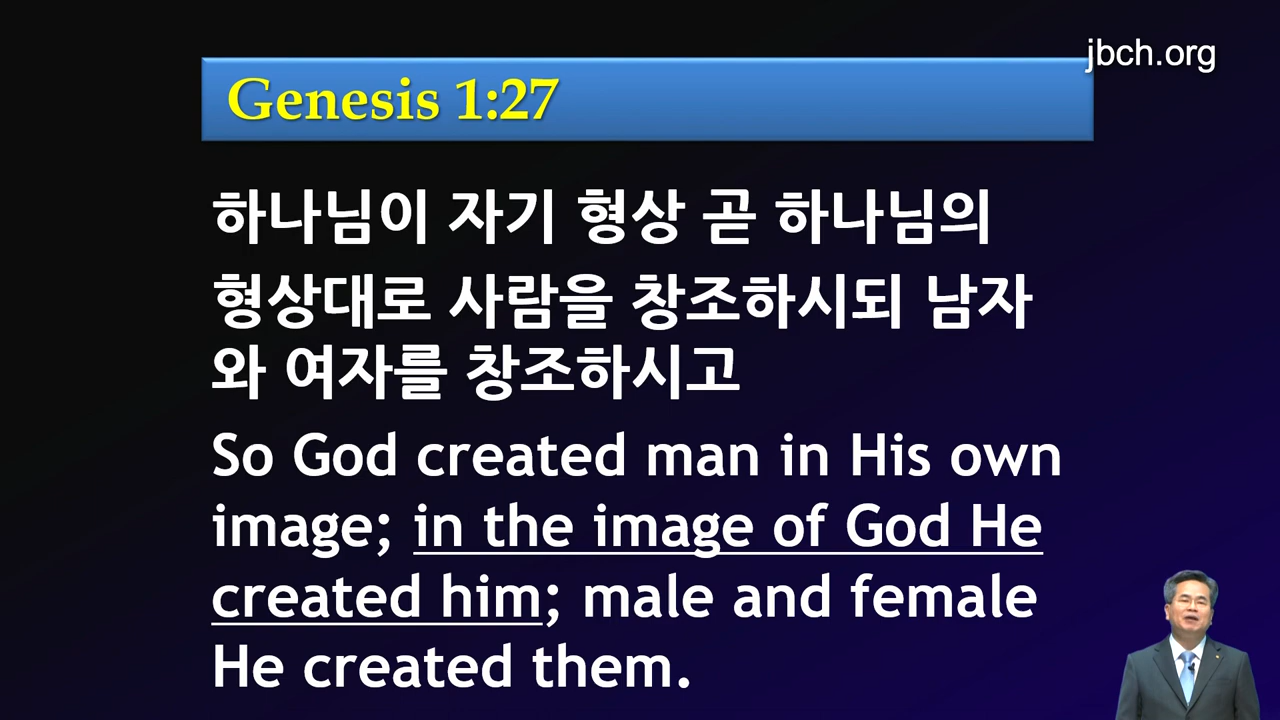 jbch.org
Genesis 1:27
하나님이 자기 형상 곧 하나님의
형상대로 사람을 창조하시되 남자
와 여자를 창조하시고
So God created man in His own
image; in the image of God He
created him; male and female
He created them.